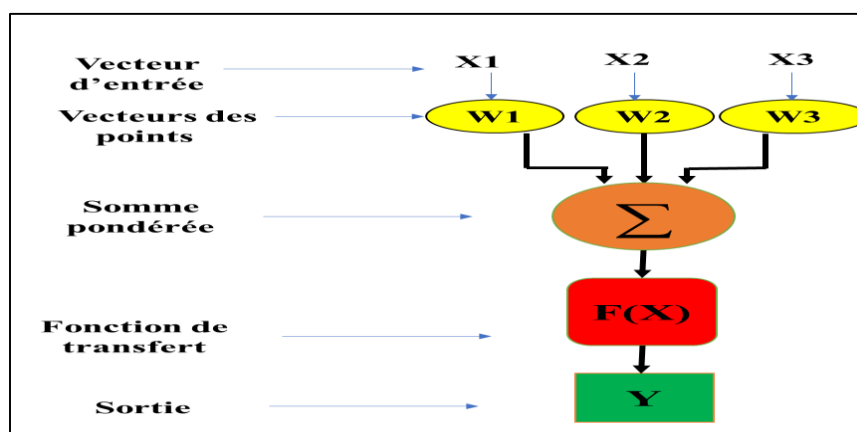 Vecteur d'entrée
X1 X2 X3
Vecteurs des points
W1 W2 W3
Somme pondérée
Σ
Fonction de transfert
F(X)
Sortie
Y